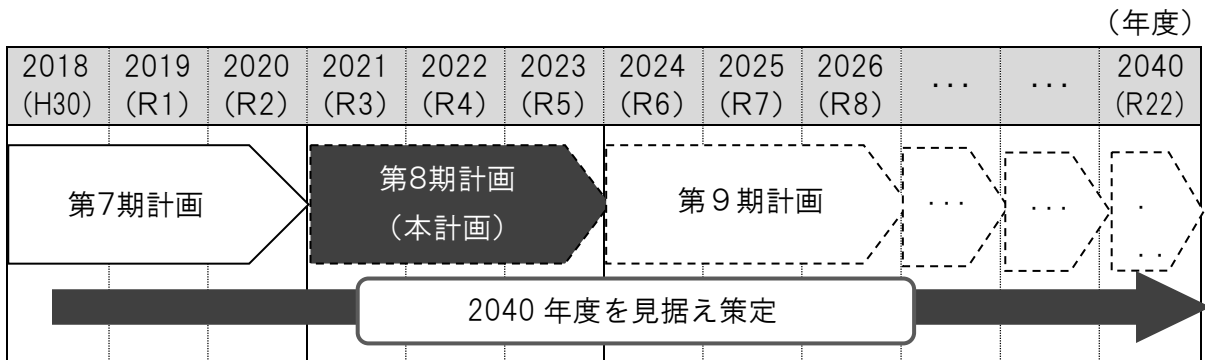 （年度）
2018 2019 2020 2021 2022 2023 2024 2025 2026 ... ... 2040
(H30) (R1) (R2) (R3) (R4) (R5) (R6) (R7) (R8) (R22)
第7期計画
第8期計画
（本計画）
第９期計画
...
...
.
..
2040 年度を見据え策定